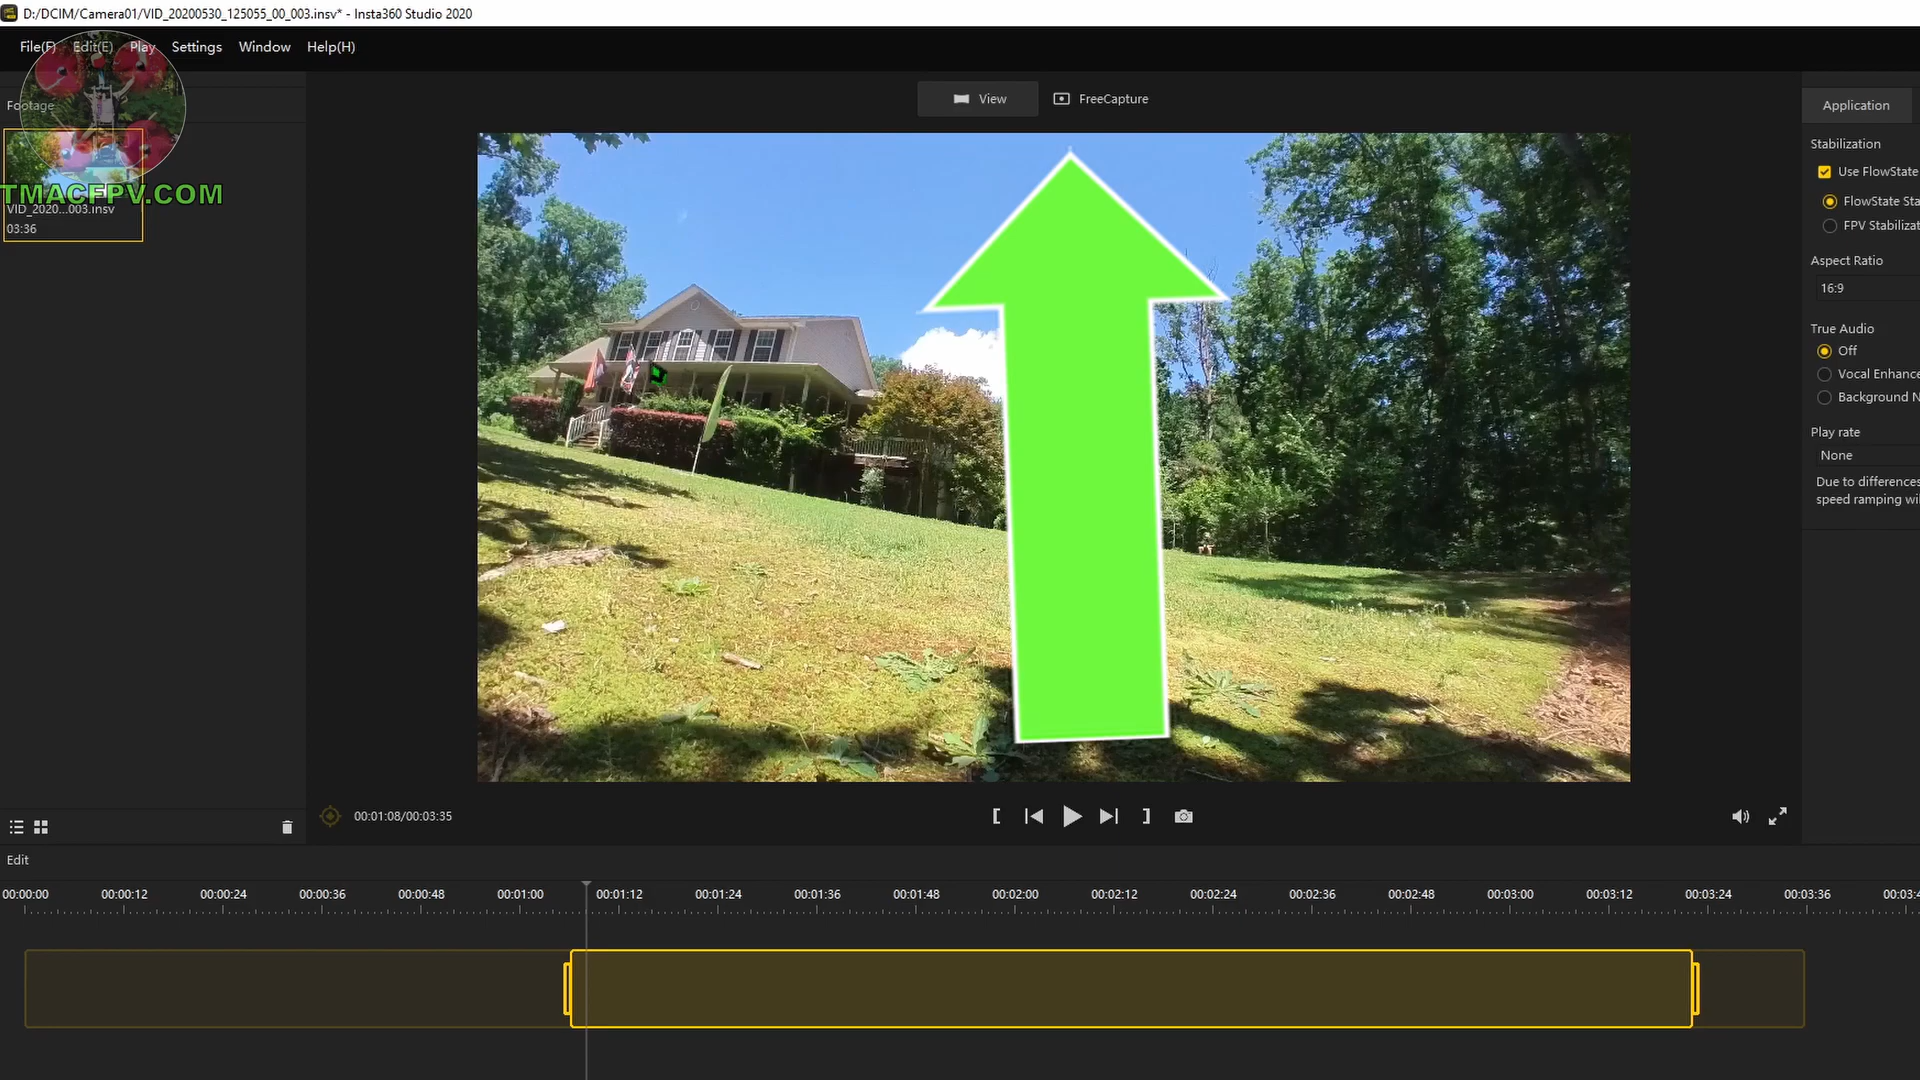 D:/DCIM/Camera01/VID_20200530_125055_00_003.insv* - Insta360 Studio 2020
File(F) Edit(E) Play Settings Window Help(H)
View FreeCapture
Footage
TMACFPV.COM
VID_2020...003.insv
03:36
Application
Stabilization
Use FlowState
FlowState Sta
FPV Stabilizat
Aspect Ratio
16:9
True Audio
Off
Vocal Enhance
Background N
Play rate
None
Due to differences
speed ramping wil
00:01:08/00:03:35
Edit
00:00:00 00:00:12 00:00:24 00:00:36 00:00:48 00:01:00 00:01:12 00:01:24 00:01:36 00:01:48 00:02:00 00:02:12 00:02:24 00:02:36 00:02:48 00:03:00 00:03:12 00:03:24 00:03:36 00:03:4